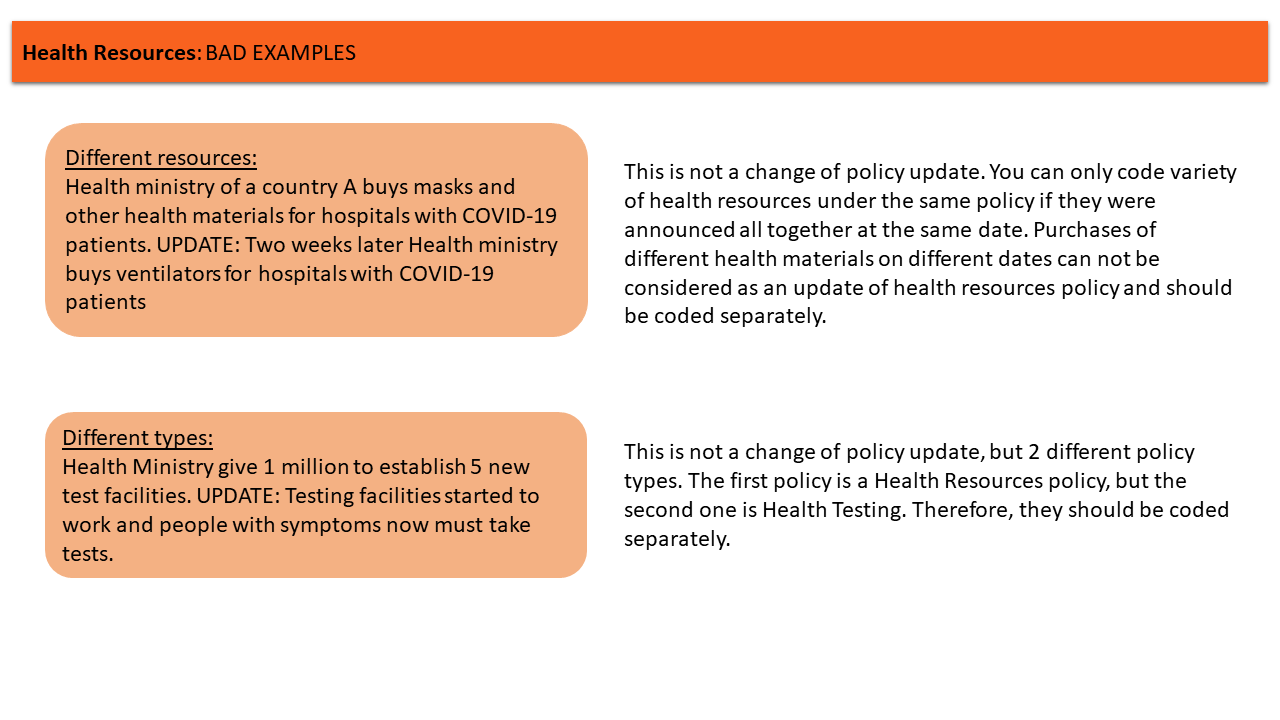 Health Resources: BAD EXAMPLES
Different resources:
Health ministry of a country A buys masks and
other health materials for hospitals with COVID-19
patients. UPDATE: Two weeks later Health ministry
buys ventilators for hospitals with COVID-19
patients
This is not a change of policy update. You can only code variety
of health resources under the same policy if they were
announced all together at the same date. Purchases of
different health materials on different dates can not be
considered as an update of health resources policy and should
be coded separately.
Different types:
Health Ministry give 1 million to establish 5 new
test facilities. UPDATE: Testing facilities started to
work and people with symptoms now must take
tests.
This is not a change of policy update, but 2 different policy
types. The first policy is a Health Resources policy, but the
second one is Health Testing. Therefore, they should be coded
separately.